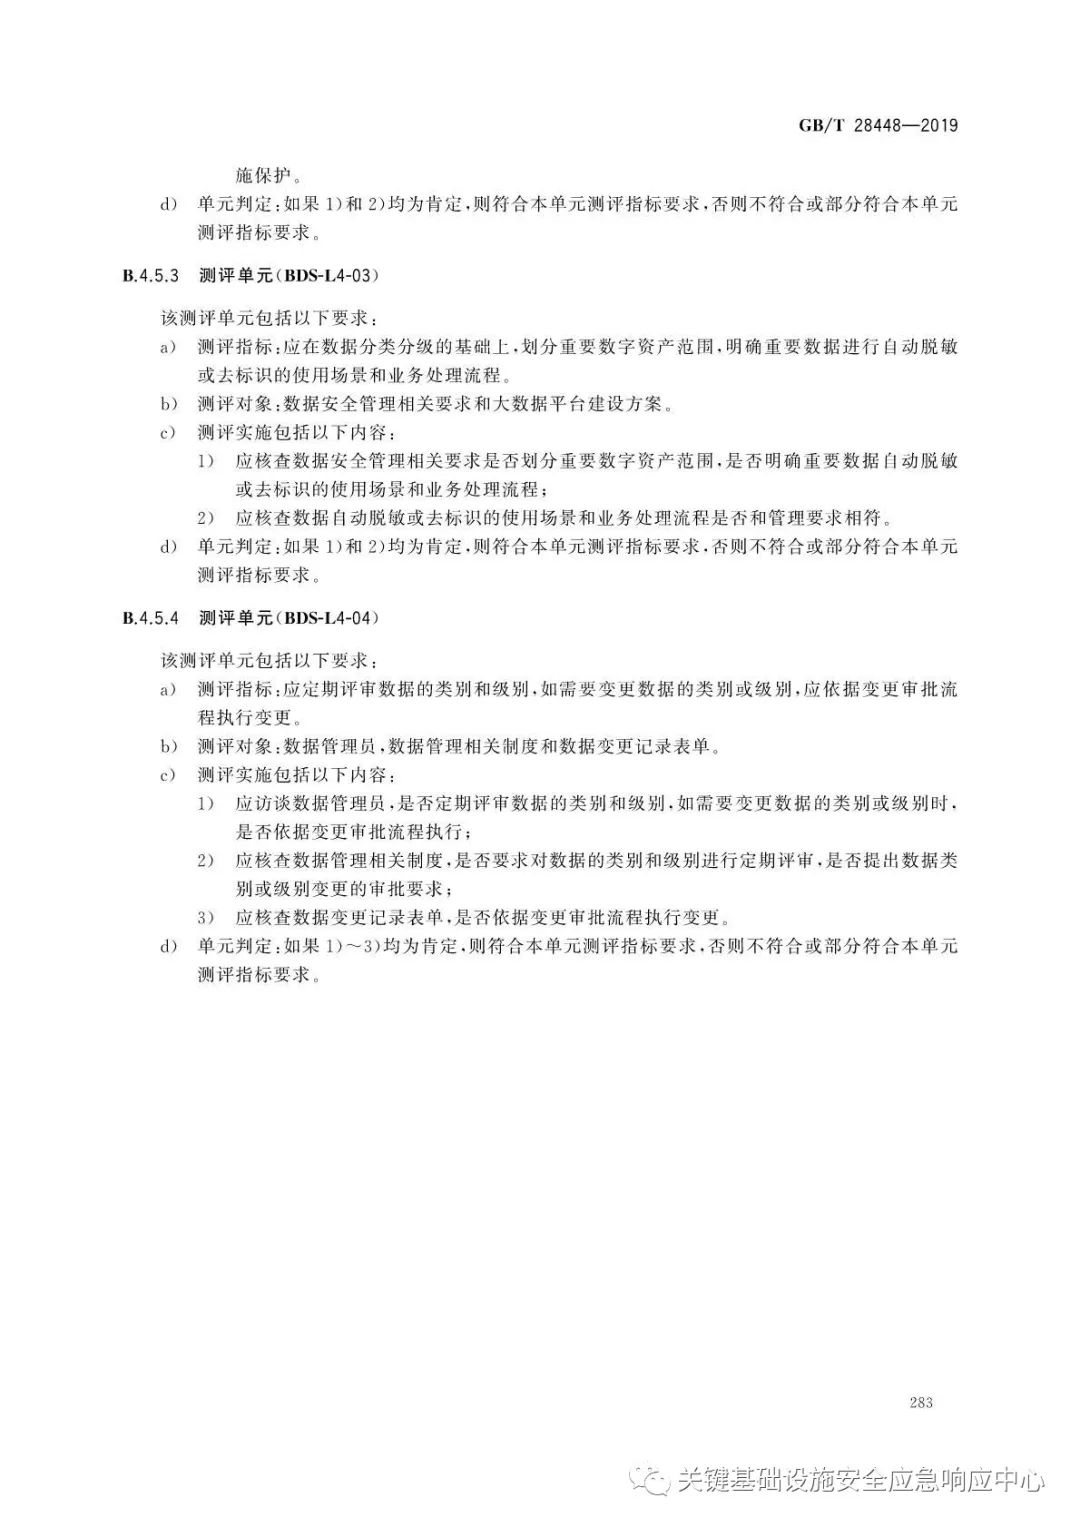 GB/T 28448—2019
施保护。
d) 单元判定:如果 1)和 2)均为肯定,则符合本单元测评指标要求,否则不符合或部分符合本单元
测评指标要求。
B.4.5.3 测评单元(BDS-L4-03)
该测评单元包括以下要求:
a) 测评指标:应在数据分类分级的基础上,划分重要数字资产范围,明确重要数据进行自动脱敏
或去标识的使用场景和业务处理流程。
b) 测评对象:数据安全管理相关要求和大数据平台建设方案。
c) 测评实施包括以下内容:
1) 应核查数据安全管理相关要求是否划分重要数字资产范围,是否明确重要数据自动脱敏
或去标识的使用场景和业务处理流程;
2) 应核查数据自动脱敏或去标识的使用场景和业务处理流程是否和管理要求相符。
d) 单元判定:如果 1)和 2)均为肯定,则符合本单元测评指标要求,否则不符合或部分符合本单元
测评指标要求。
B.4.5.4 测评单元(BDS-L4-04)
该测评单元包括以下要求:
a) 测评指标:应定期评审数据的类别和级别,如需要变更数据的类别或级别,应依据变更审批流
程执行变更。
b) 测评对象:数据管理员,数据管理相关制度和数据变更记录表单。
c) 测评实施包括以下内容:
1) 应访谈数据管理员,是否定期评审数据的类别和级别,如需要变更数据的类别或级别时,
是否依据变更审批流程执行;
2) 应核查数据管理相关制度,是否要求对数据的类别和级别进行定期评审,是否提出数据类
别或级别变更的审批要求;
3) 应核查数据变更记录表单,是否依据变更审批流程执行变更。
d) 单元判定:如果 1)~3)均为肯定,则符合本单元测评指标要求,否则不符合或部分符合本单元
测评指标要求。
283
关键基础设施安全应急响应中心